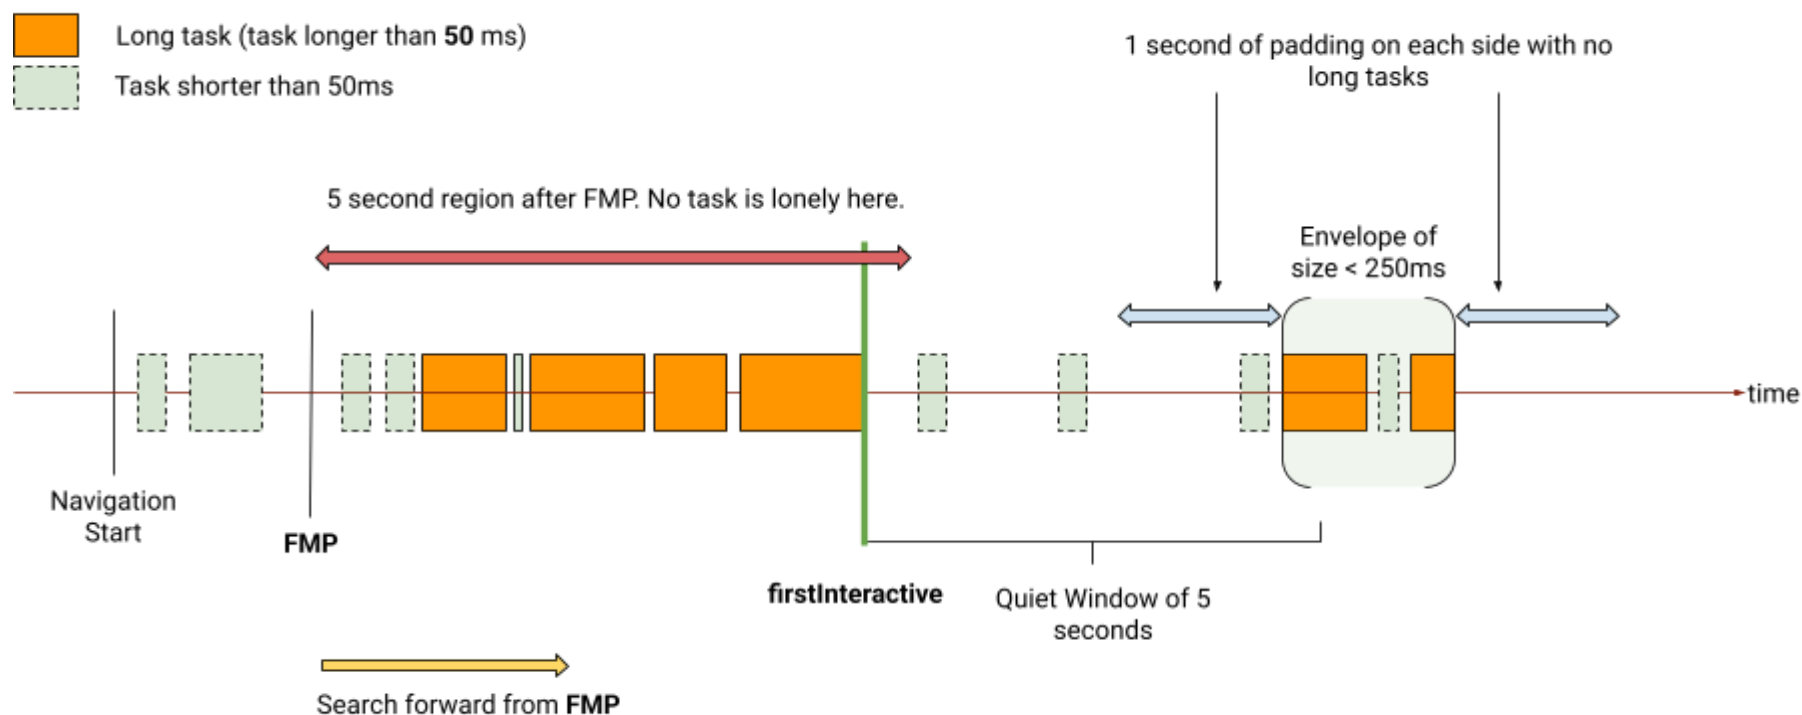 Long task (task longer than 50 ms)
Task shorter than 50ms
1 second of padding on each side with no
long tasks
5 second region after FMP. No task is lonely here.
Envelope of
size < 250ms
time
Navigation
Start
FMP
firstInteractive
Quiet Window of 5
seconds
Search forward from FMP